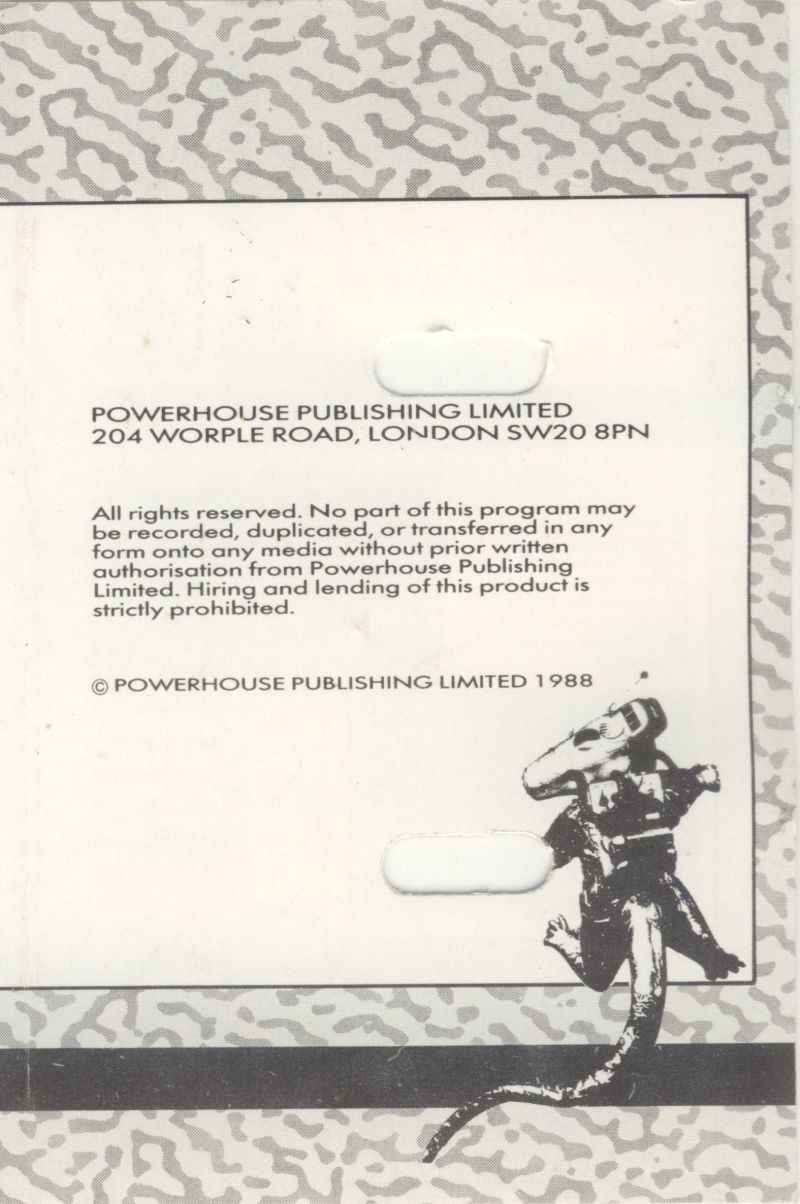 POWERHOUSE PUBLISHING LIMITED
204 WORPLE ROAD, LONDON SW20 8PN
All rights reserved. No part of this program may
be recorded, duplicated, or transferred in any
form onto any media without prior written
authorisation from Powerhouse Publishing
Limited. Hiring and lending of this product is
strictly prohibited.
© POWERHOUSE PUBLISHING LIMITED 1988